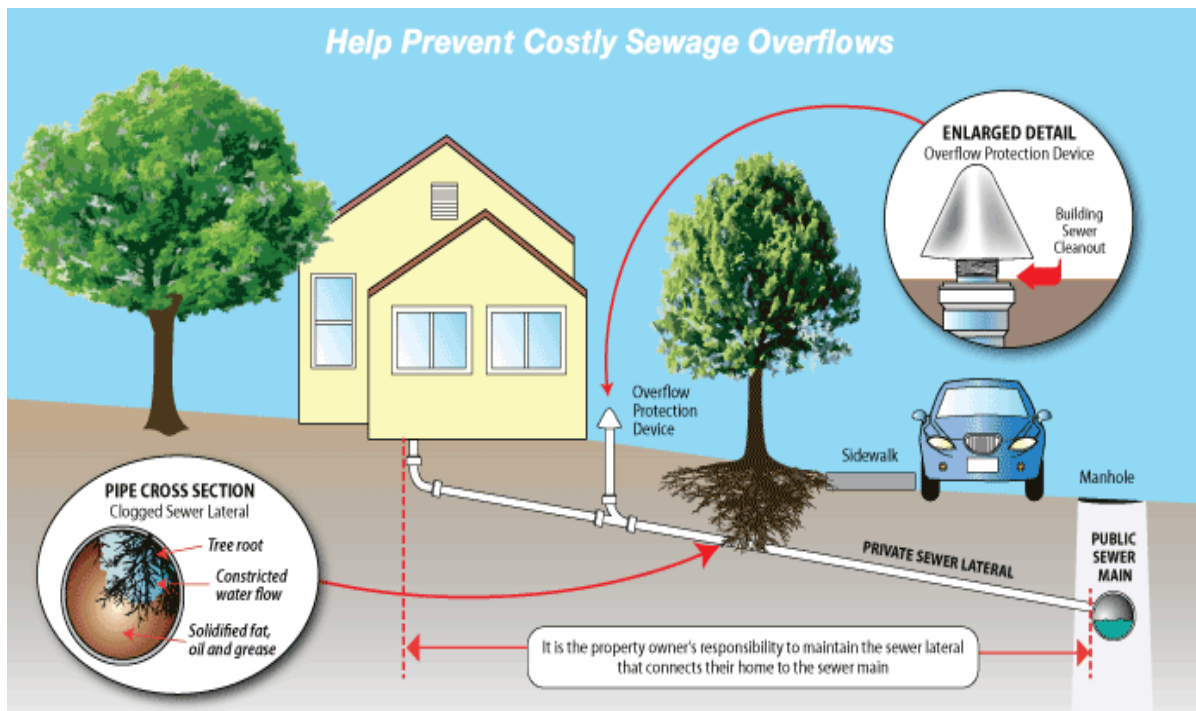 Help Prevent Costly Sewage Overflows
ENLARGED DETAIL
Overflow Protection Device
Building
Sewer
Cleanout
Overflow
Protection
Device
Sidewalk
Manhole
PUBLIC
SEWER
MAIN
PRIVATE SEWER LATERAL
PIPE CROSS SECTION
Clogged Sewer Lateral
Tree root
Constricted
water flow
Solidified fat,
oil and grease
It is the property owner's responsibility to maintain the sewer lateral
that connects their home to the sewer main